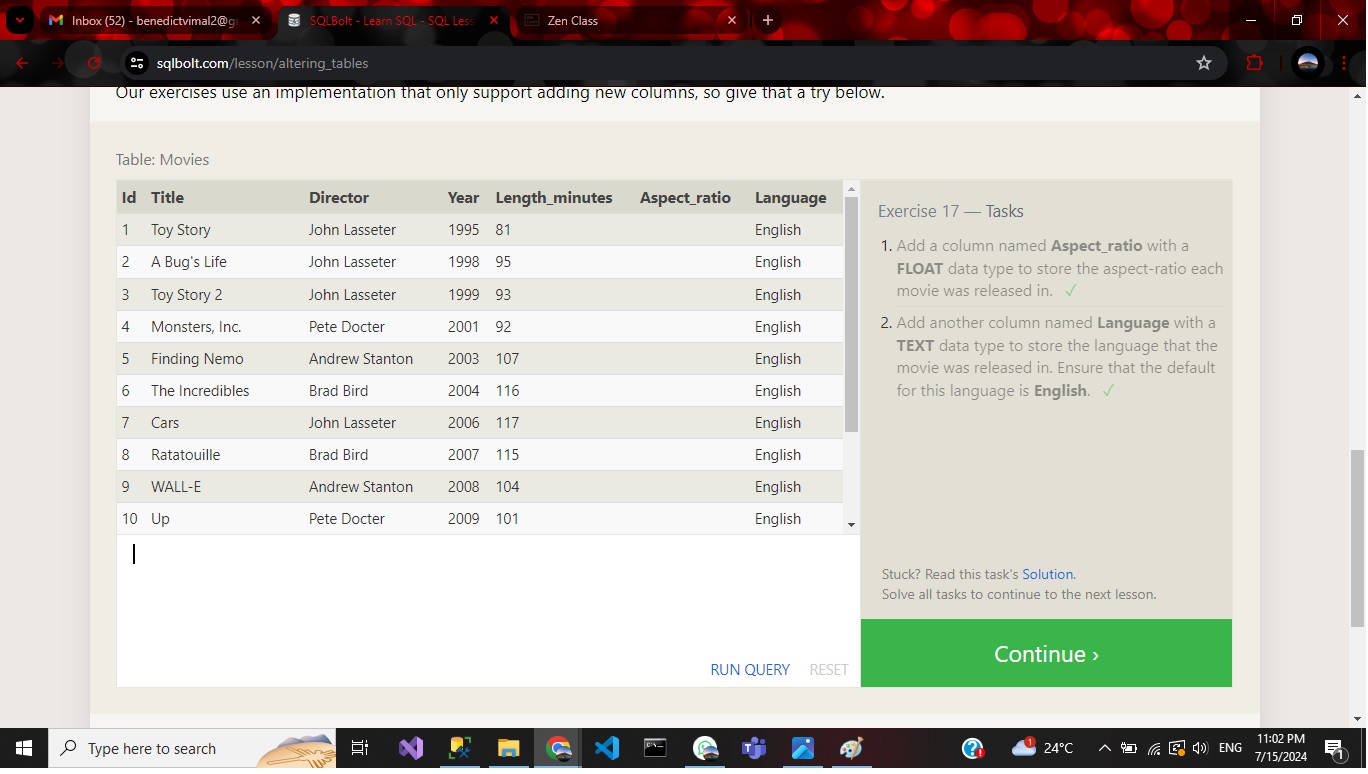 Inbox (52) - benedictvimal2@g
SQLBolt - Learn SQL - SQL Less
Zen Class
sqlbolt.com/lesson/altering_tables
Our exercises use an implementation that only support adding new columns, so give that a try below.
Table: Movies
Id Title Director Year Length_minutes Aspect_ratio Language
1 Toy Story John Lasseter 1995 81 English
2 A Bug's Life John Lasseter 1998 95 English
3 Toy Story 2 John Lasseter 1999 93 English
4 Monsters, Inc. Pete Docter 2001 92 English
5 Finding Nemo Andrew Stanton 2003 107 English
6 The Incredibles Brad Bird 2004 116 English
7 Cars John Lasseter 2006 117 English
8 Ratatouille Brad Bird 2007 115 English
9 WALL-E Andrew Stanton 2008 104 English
10 Up Pete Docter 2009 101 English
RUN QUERY RESET
Exercise 17 — Tasks
1. Add a column named Aspect_ratio with a
FLOAT data type to store the aspect-ratio each
movie was released in. ✓
2. Add another column named Language with a
TEXT data type to store the language that the
movie was released in. Ensure that the default
for this language is English. ✓
Stuck? Read this task's Solution.
Solve all tasks to continue to the next lesson.
Continue ›
Type here to search
24°C
ENG
11:02 PM
7/15/2024
1